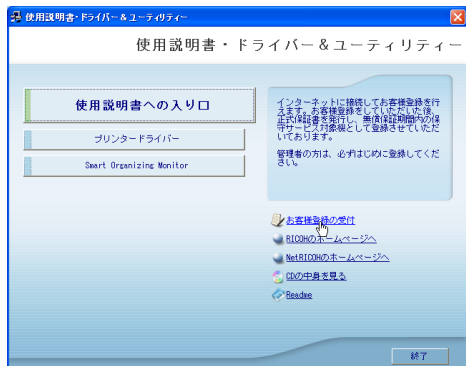 使用説明書・ドライバー＆ユーティリティー
使用説明書・ドライバー＆ユーティリティー
使用説明書への入り口
プリンタードライバー
Smart Organizing Monitor
インターネットに接続してお客様登録を行
えます。お客様登録をしていただいた後、
正式保証書を発行し、無償保証期間内の保
守サービス対象機として登録させていただ
いております。
管理者の方は、必ずはじめに登録してくだ
さい。
お客様登録の受付
RICOHのホームページへ
NetRICOHのホームページへ
CDの中身を見る
Readme
終了